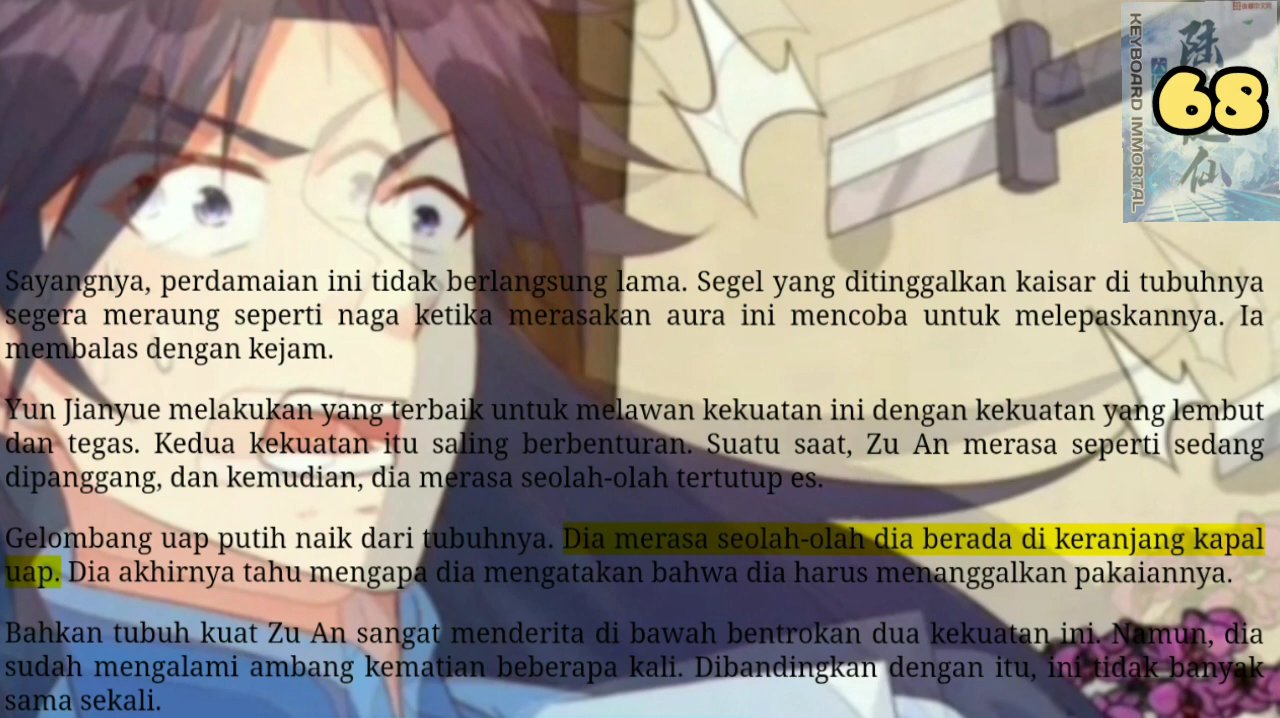 KEYBOARD IMMORTAL
68
Sayangnya, perdamaian ini tidak berlangsung lama. Segel yang ditinggalkan kaisar di tubuhnya
segera meraung seperti naga ketika merasakan aura ini mencoba untuk melepaskannya. Ia
membalas dengan kejam.
Yun Jianyue melakukan yang terbaik untuk melawan kekuatan ini dengan kekuatan yang lembut
dan tegas. Kedua kekuatan itu saling berbenturan. Suatu saat, Zu An merasa seperti sedang
dipanggang, dan kemudian, dia merasa seolah-olah tertutup es.
Gelombang uap putih naik dari tubuhnya. Dia merasa seolah-olah dia berada di keranjang kapal
uap. Dia akhirnya tahu mengapa dia mengatakan bahwa dia harus menanggalkan pakaiannya.
Bahkan tubuh kuat Zu An sangat menderita di bawah bentrokan dua kekuatan ini. Namun, dia
sudah mengalami ambang kematian beberapa kali. Dibandingkan dengan itu, ini tidak banyak
sama sekali.